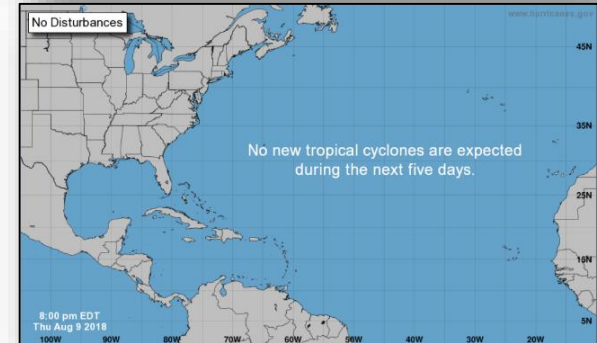 No Disturbances
www.hurricanes.gov
45N
35N
No new tropical cyclones are expected
during the next five days.
25N
15N
8:00 pm EDT
Thu Aug 9 2018
5N
100W 90W 80W 70W 60W 50W 40W 30W 20W